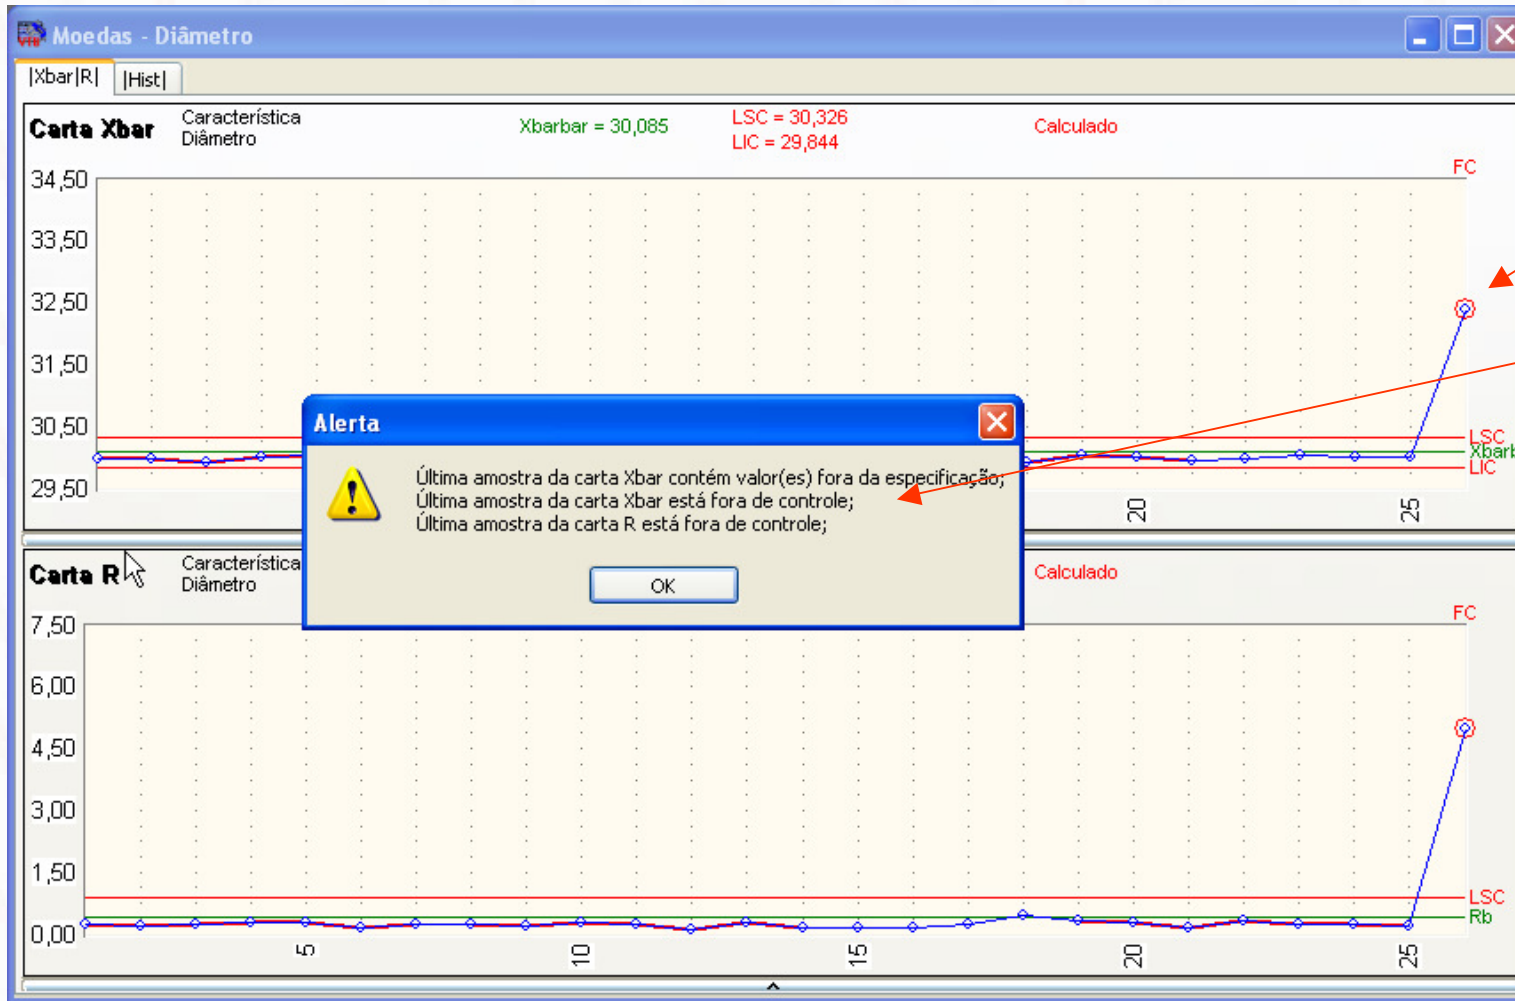 Moedas - Diâmetro
|Xbar|R| |Hist|
Carta Xbar
Característica
Diâmetro
Xbarbar = 30,085
LSC = 30,326
LIC = 29,844
Calculado
FC
34,50
33,50
32,50
31,50
30,50
29,50
LSC
Xbarb
LIC
20
25
Alerta
Última amostra da carta Xbar contém valor(es) fora da especificação;
Última amostra da carta Xbar está fora de controle;
Última amostra da carta R está fora de controle;
OK
Carta R
Característica
Diâmetro
Calculado
FC
7,50
6,00
4,50
3,00
1,50
0,00
LSC
Rb
5
10
15
20
25